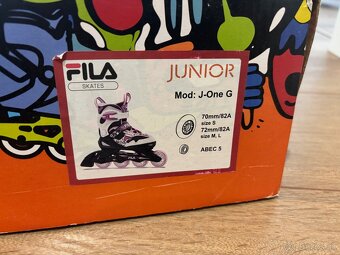 FILA
SKATES
JUNIOR
Mod: J-One G
70mm/82A
size S
72mm/82A
size M, L
ABEC 5